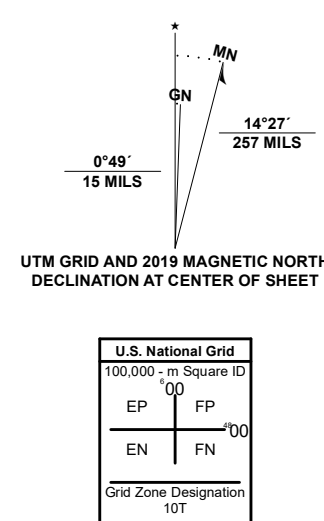 ★
MN
GN
14°27´
257 MILS
0°49´
15 MILS
UTM GRID AND 2019 MAGNETIC NORTH
DECLINATION AT CENTER OF SHEET
U.S. National Grid
100,000 - m Square ID
600
EP FP
4800
EN FN
Grid Zone Designation
10T